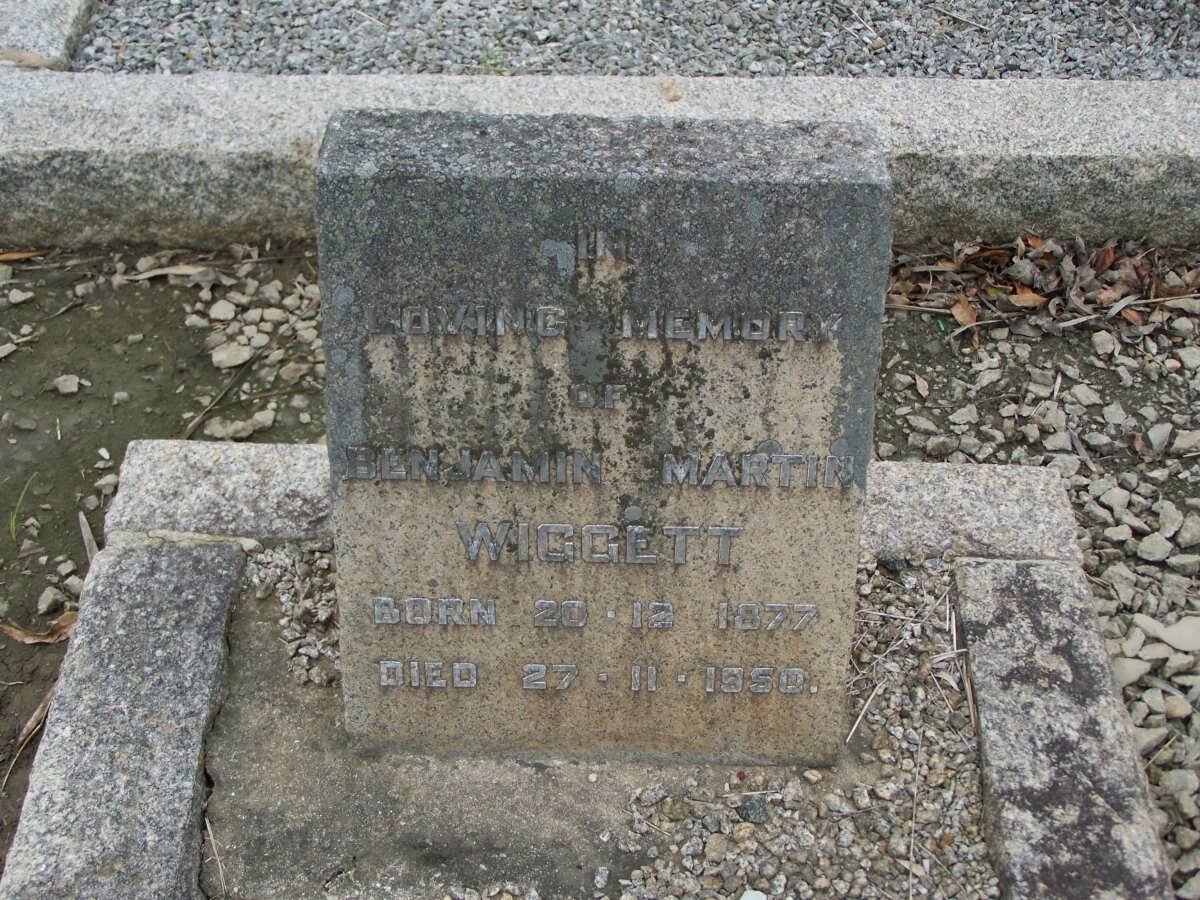 IN
LOVING MEMORY
OF
BENJAMIN MARTIN
WIGGETT
BORN 20 · 12 · 1877
DIED 27 · 11 · 1950.